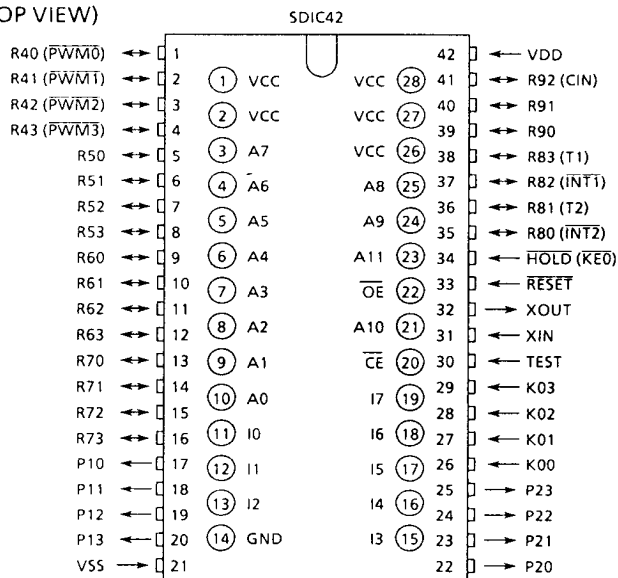 OP VIEW) SDIC42
R40 (PWM0) 1 42 VDD
R41 (PWM1) 2 1 VCC VCC 28 41 R92 (CIN)
R42 (PWM2) 3 40 R91
R43 (PWM3) 4 2 VCC VCC 27 39 R90
R50 5 3 A7 VCC 26 38 R83 (T1)
R51 6 4 A6 A8 25 37 R82 (INT1)
R52 7 36 R81 (T2)
R53 8 5 A5 A9 24 35 R80 (INT2)
R60 9 6 A4 A11 23 34 HOLD (KE0)
R61 10 7 A3 OE 22 33 RESET
R62 11 32 XOUT
R63 12 8 A2 A10 21 31 XIN
R70 13 9 A1 CE 20 30 TEST
R71 14 10 A0 I7 19 29 K03
R72 15 28 K02
R73 16 11 I0 I6 18 27 K01
P10 17 12 I1 I5 17 26 K00
P11 18 13 I2 I4 16 25 P23
P12 19 24 P22
P13 20 14 GND I3 15 23 P21
VSS 21 22 P20